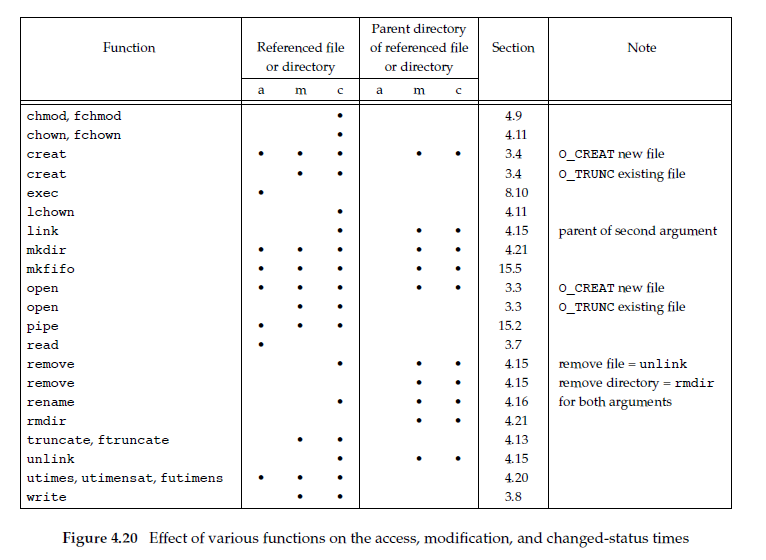 Function Referenced file or directory Parent directory of referenced file or directory Section Note
a m c a m c
chmod, fchmod • 4.9
chown, fchown • 4.11
creat • • • • • 3.4 O_CREAT new file
creat • • 3.4 O_TRUNC existing file
exec • 8.10
lchown • 4.11
link • • • 4.15 parent of second argument
mkdir • • • • • 4.21
mkfifo • • • • • 15.5
open • • • • • 3.3 O_CREAT new file
open • • 3.3 O_TRUNC existing file
pipe • • • 15.2
read • 3.7
remove • • • 4.15 remove file = unlink
remove • • 4.15 remove directory = rmdir
rename • • • 4.16 for both arguments
rmdir • • 4.21
truncate, ftruncate • • 4.13
unlink • • • 4.15
utimes, utimensat, futimens • • • 4.20
write • • 3.8
Figure 4.20 Effect of various functions on the access, modification, and changed-status times